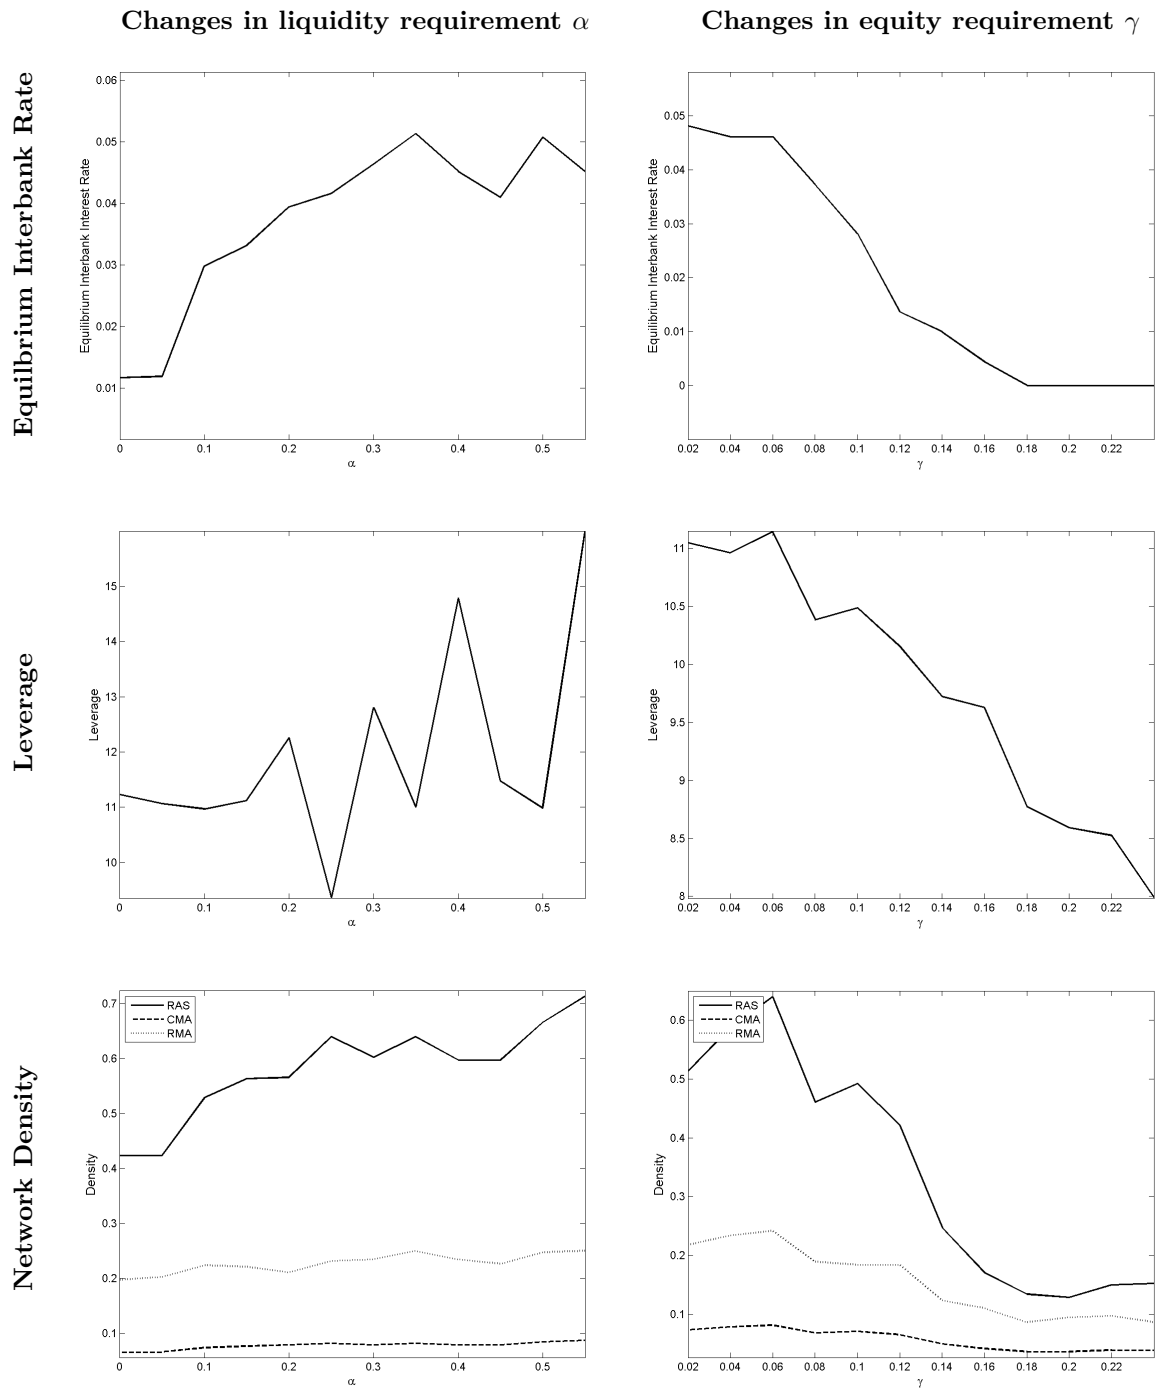 Changes in liquidity requirement α
Changes in equity requirement γ
Equilbrium Interbank Rate
Equilibrium Interbank Interest Rate
0.06
0.05
0.04
0.03
0.02
0.01
0 0.1 0.2 0.3 0.4 0.5
α
Equilibrium Interbank Interest Rate
0.05
0.04
0.03
0.02
0.01
0
0.02 0.04 0.06 0.08 0.1 0.12 0.14 0.16 0.18 0.2 0.22
γ
Leverage
Leverage
15
14
13
12
11
10
0 0.1 0.2 0.3 0.4 0.5
α
Leverage
11
10.5
10
9.5
9
8.5
8
0.02 0.04 0.06 0.08 0.1 0.12 0.14 0.16 0.18 0.2 0.22
γ
Network Density
Density
RAS
CMA
RMA
0.7
0.6
0.5
0.4
0.3
0.2
0.1
0 0.1 0.2 0.3 0.4 0.5
α
Density
RAS
CMA
RMA
0.6
0.5
0.4
0.3
0.2
0.1
0.02 0.04 0.06 0.08 0.1 0.12 0.14 0.16 0.18 0.2 0.22
γ